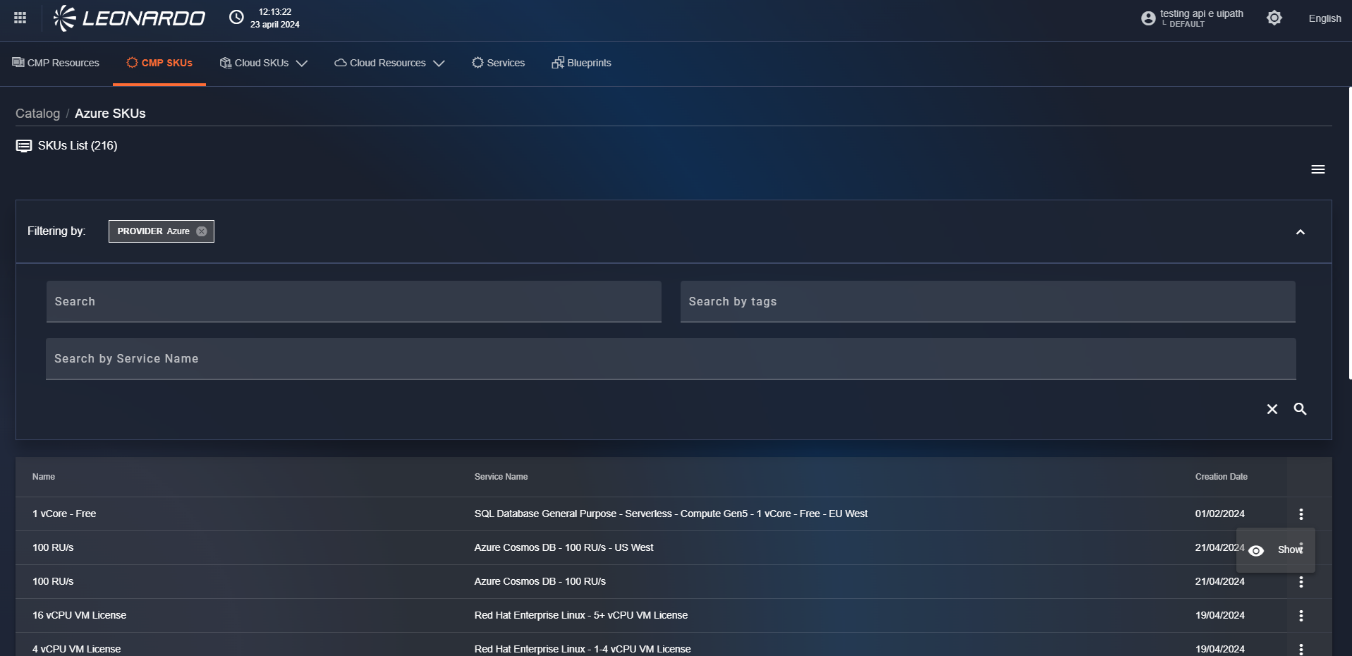 LEONARDO
12:13:22
23 april 2024
testing api e uipath
└ DEFAULT
English
CMP Resources
CMP SKUs
Cloud SKUs
Cloud Resources
Services
Blueprints
Catalog / Azure SKUs
SKUs List (216)
Filtering by:
PROVIDER Azure
Search
Search by tags
Search by Service Name
Name Service Name Creation Date
1 vCore - Free SQL Database General Purpose - Serverless - Compute Gen5 - 1 vCore - Free - EU West 01/02/2024
100 RU/s Azure Cosmos DB - 100 RU/s - US West 21/04/2024
Show
100 RU/s Azure Cosmos DB - 100 RU/s 21/04/2024
16 vCPU VM License Red Hat Enterprise Linux - 5+ vCPU VM License 19/04/2024
4 vCPU VM License Red Hat Enterprise Linux - 1-4 vCPU VM License 19/04/2024